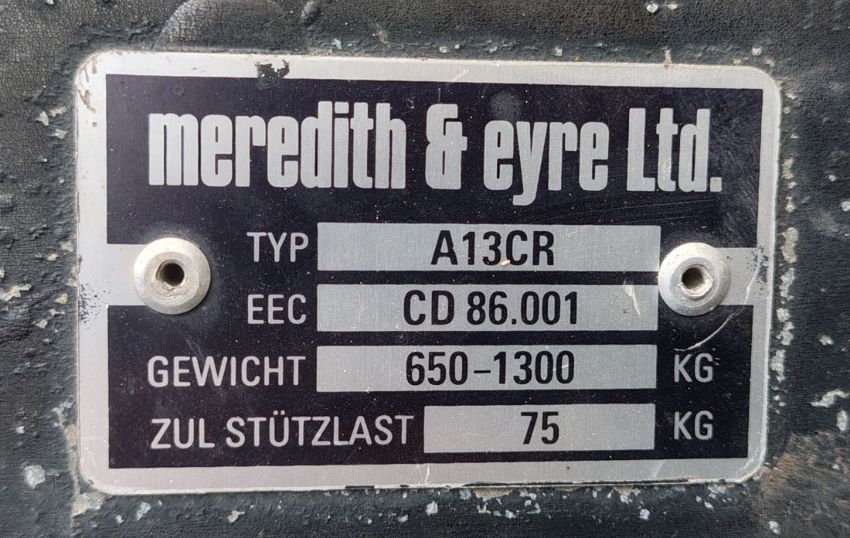 meredith & eyre Ltd.
TYP A13CR
EEC CD 86.001
GEWICHT 650-1300 KG
ZUL STÜTZLAST 75 KG